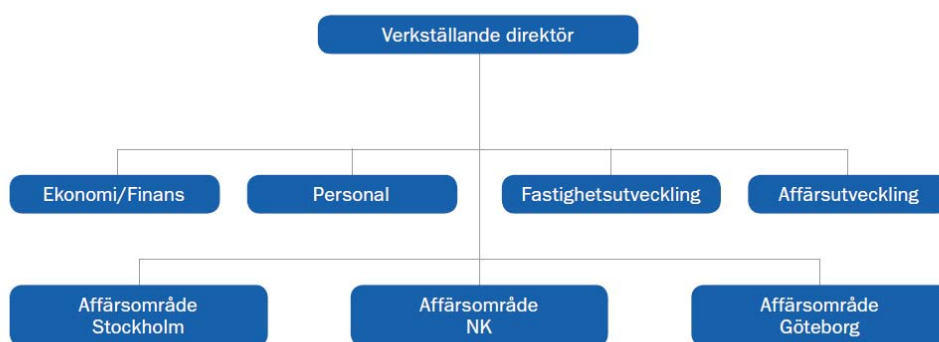 Verkställande direktör
Ekonomi/Finans
Personal
Fastighetsutveckling
Affärsutveckling
Affärsområde
Stockholm
Affärsområde
NK
Affärsområde
Göteborg